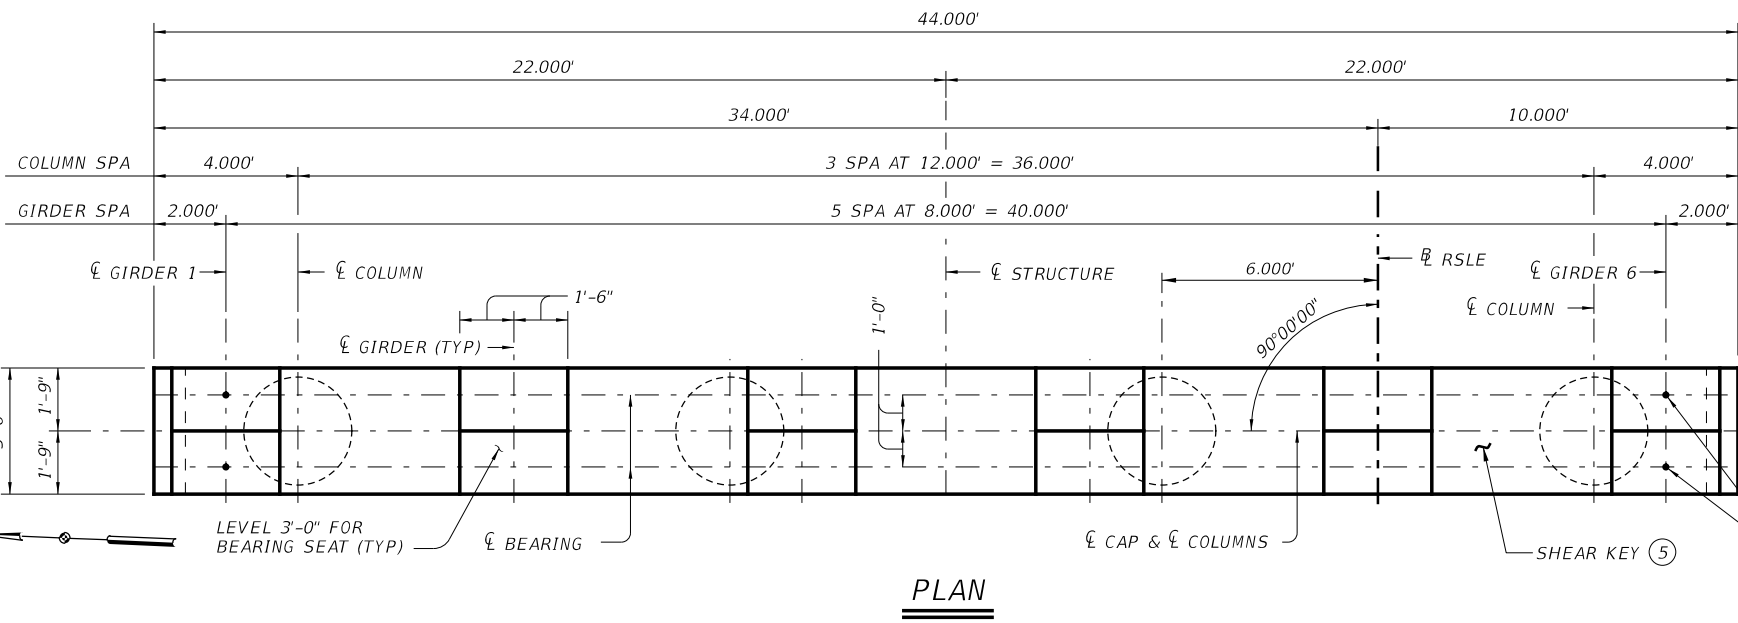 44.000'
22.000' 22.000'
34.000' 10.000'
COLUMN SPA 4.000' 3 SPA AT 12.000' = 36.000' 4.000'
GIRDER SPA 2.000' 5 SPA AT 8.000' = 40.000' 2.000'
℄ GIRDER 1 ℄ COLUMN ℄ STRUCTURE 6.000' BL RSLE ℄ GIRDER 6
1'-6" 1'-0" 90°00'00" ℄ COLUMN
℄ GIRDER (TYP)
1'-9"
1'-9"
LEVEL 3'-0" FOR
BEARING SEAT (TYP)
℄ BEARING
℄ CAP & ℄ COLUMNS
SHEAR KEY 5
PLAN